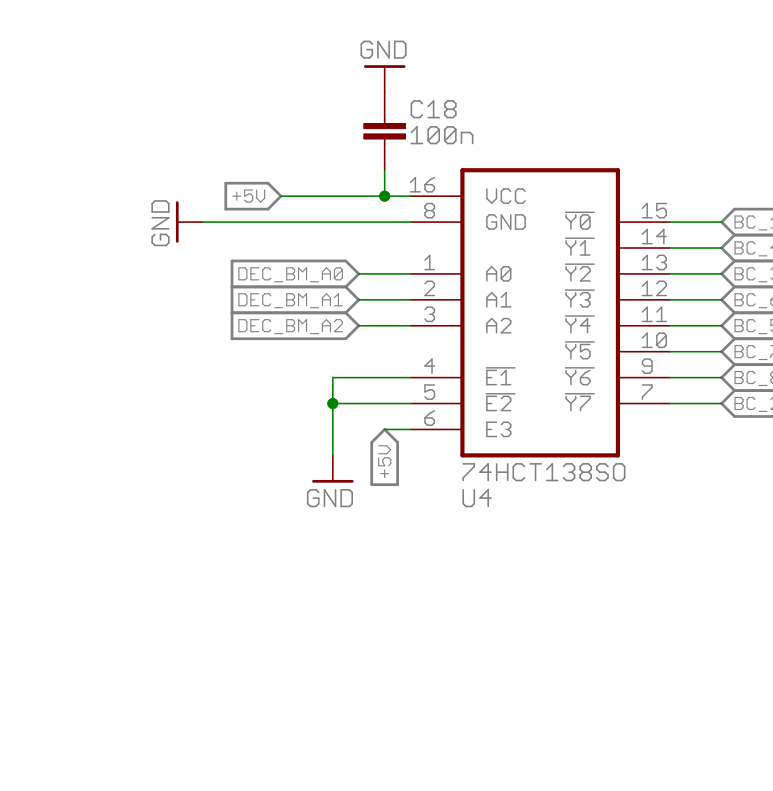 GND
C18
100n
+5V
16
VCC
GND
8
GND
Y0
15
Y1
14
DEC_BM_A0
1
A0
Y2
13
DEC_BM_A1
2
A1
Y3
12
DEC_BM_A2
3
A2
Y4
11
Y5
10
4
E1
Y6
9
5
E2
Y7
7
6
E3
+5V
GND
74HCT138SO
U4